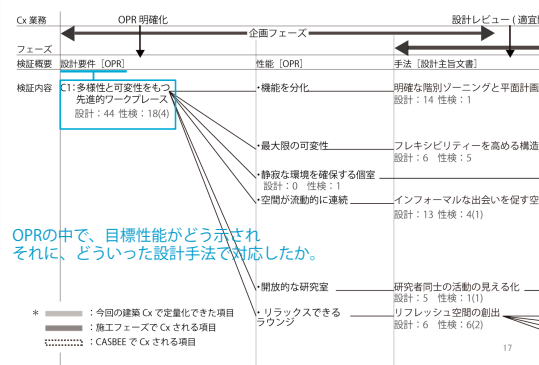 Cx 業務
OPR 明確化
設計レビュー ( 適宜
企画フェーズ
フェーズ
検証概要
設計要件［OPR］
性能［OPR］
手法［設計主旨文書］
検証内容
C1：多様性と可変性をもつ
先進的ワークプレース
設計：44 性検：18(4)
・機能を分化
明確な階別ゾーニングと平面計画
設計：14 性検：1
・最大限の可変性
フレキシビリティーを高める構造
設計：6 性検：5
・静寂な環境を確保する個室
設計：0 性検：1
・空間が流動的に連続
インフォーマルな出会いを促す空
設計：13 性検：4(1)
OPRの中で、目標性能がどう示され
それに、どういった設計手法で対応したか。
・開放的な研究室
研究者同士の活動の見える化
設計：5 性検：1(1)
・リラックスできる
ラウンジ
リフレッシュ空間の創出
設計：6 性検：6(2)
＊
：今回の建築 Cx で定量化できた項目
：施工フェーズで Cx される項目
：CASBEE で Cx される項目
17